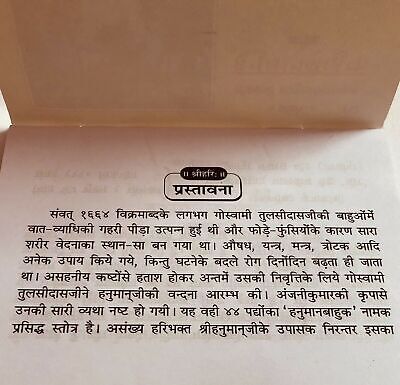 ॥ श्रीहरिः ॥
प्रस्तावना
संवत् १६६४ विक्रमाब्दके लगभग गोस्वामी तुलसीदासजीकी बाहुओंमें
वात-व्याधिकी गहरी पीड़ा उत्पन्न हुई थी और फोड़े-फुंसियोंके कारण सारा
शरीर वेदनाका स्थान-सा बन गया था। औषध, यन्त्र, मन्त्र, त्रोटक आदि
अनेक उपाय किये गये, किन्तु घटनेके बदले रोग दिनोंदिन बढ़ता ही जाता
था। असहनीय कष्टोंसे हताश होकर अन्तमें उसकी निवृत्तिके लिये गोस्वामी
तुलसीदासजीने हनुमान्‌जीकी वन्दना आरम्भ की। अंजनीकुमारकी कृपासे
उनकी सारी व्यथा नष्ट हो गयी। यह वही ४४ पद्योंका 'हनुमानबाहुक' नामक
प्रसिद्ध स्तोत्र है। असंख्य हरिभक्त श्रीहनुमान्‌जीके उपासक निरन्तर इसका